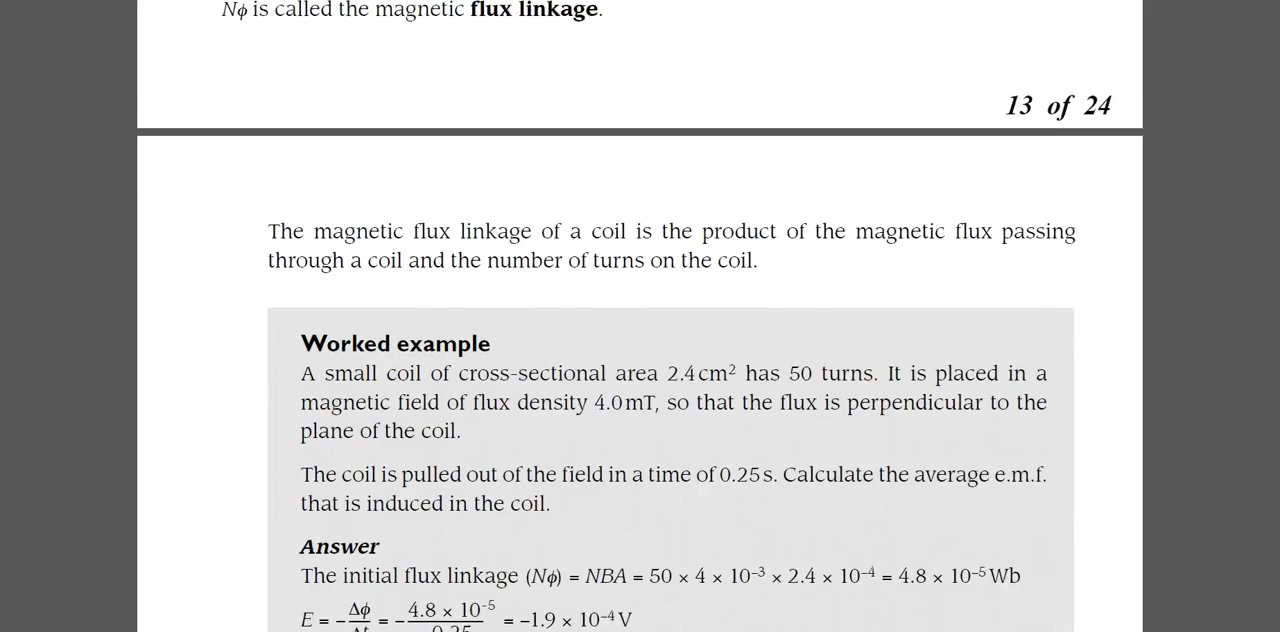 Nϕ is called the magnetic flux linkage.
13 of 24
The magnetic flux linkage of a coil is the product of the magnetic flux passing
through a coil and the number of turns on the coil.
Worked example
A small coil of cross-sectional area 2.4 cm² has 50 turns. It is placed in a
magnetic field of flux density 4.0 mT, so that the flux is perpendicular to the
plane of the coil.
The coil is pulled out of the field in a time of 0.25 s. Calculate the average e.m.f.
that is induced in the coil.
Answer
The initial flux linkage (Nϕ) = NBA = 50 × 4 × 10⁻³ × 2.4 × 10⁻⁴ = 4.8 × 10⁻⁵ Wb
E = −Δϕ/Δt = −4.8 × 10⁻⁵/0.25 = −1.9 × 10⁻⁴ V